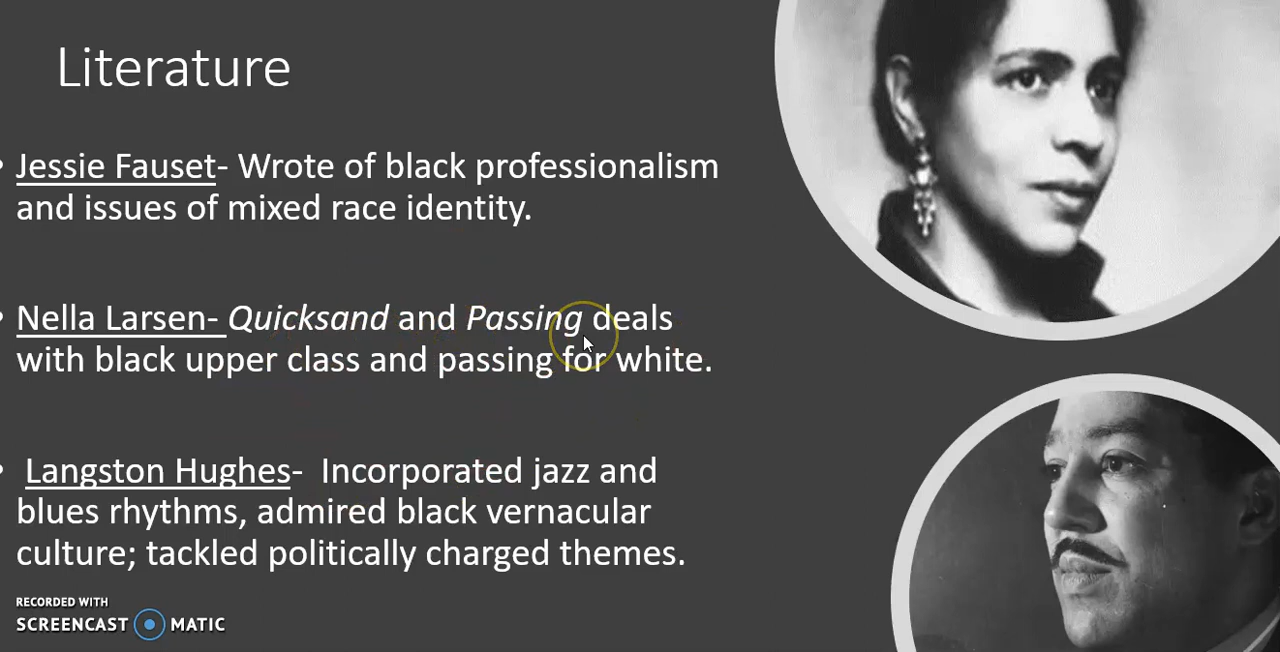 Literature
• Jessie Fauset- Wrote of black professionalism
and issues of mixed race identity.
• Nella Larsen- Quicksand and Passing deals
with black upper class and passing for white.
• Langston Hughes-  Incorporated jazz and
blues rhythms, admired black vernacular
culture; tackled politically charged themes.
RECORDED WITH
SCREENCAST MATIC